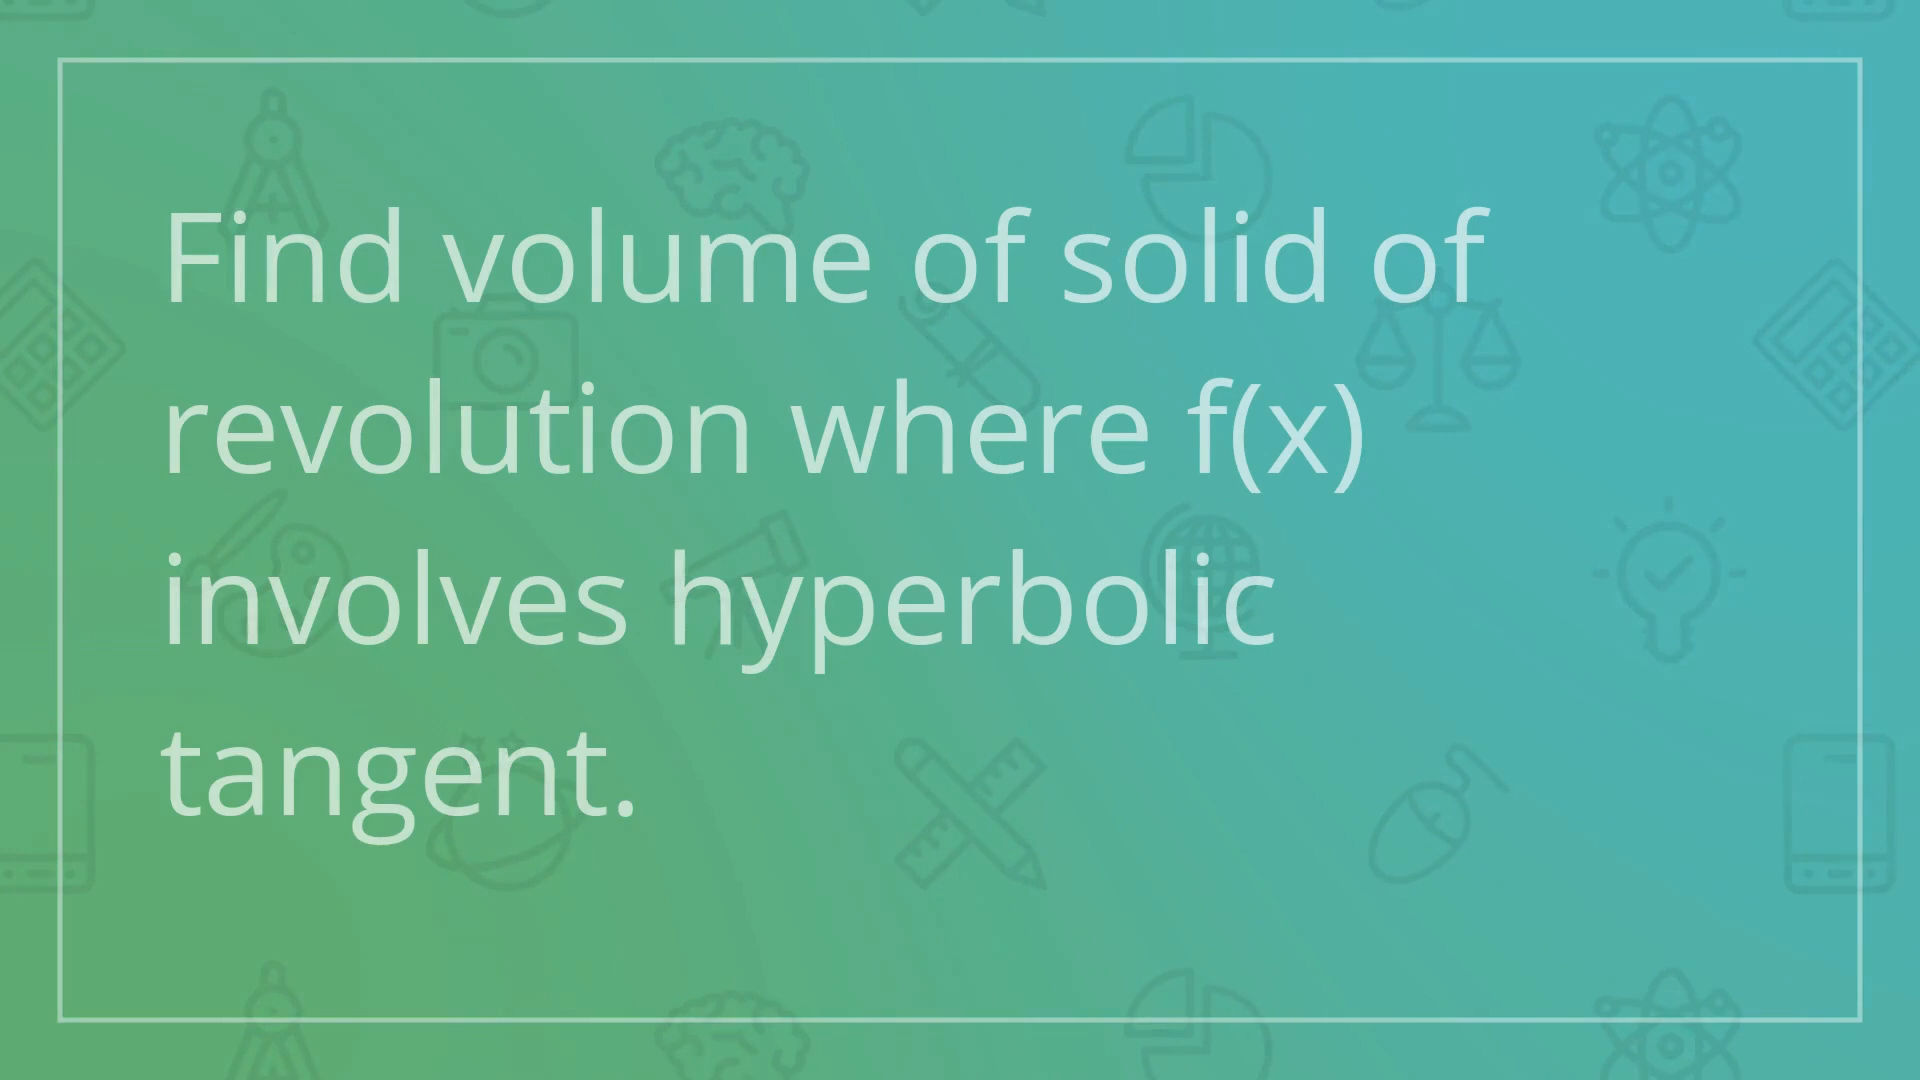 Find volume of solid of
revolution where f(x)
involves hyperbolic
tangent.